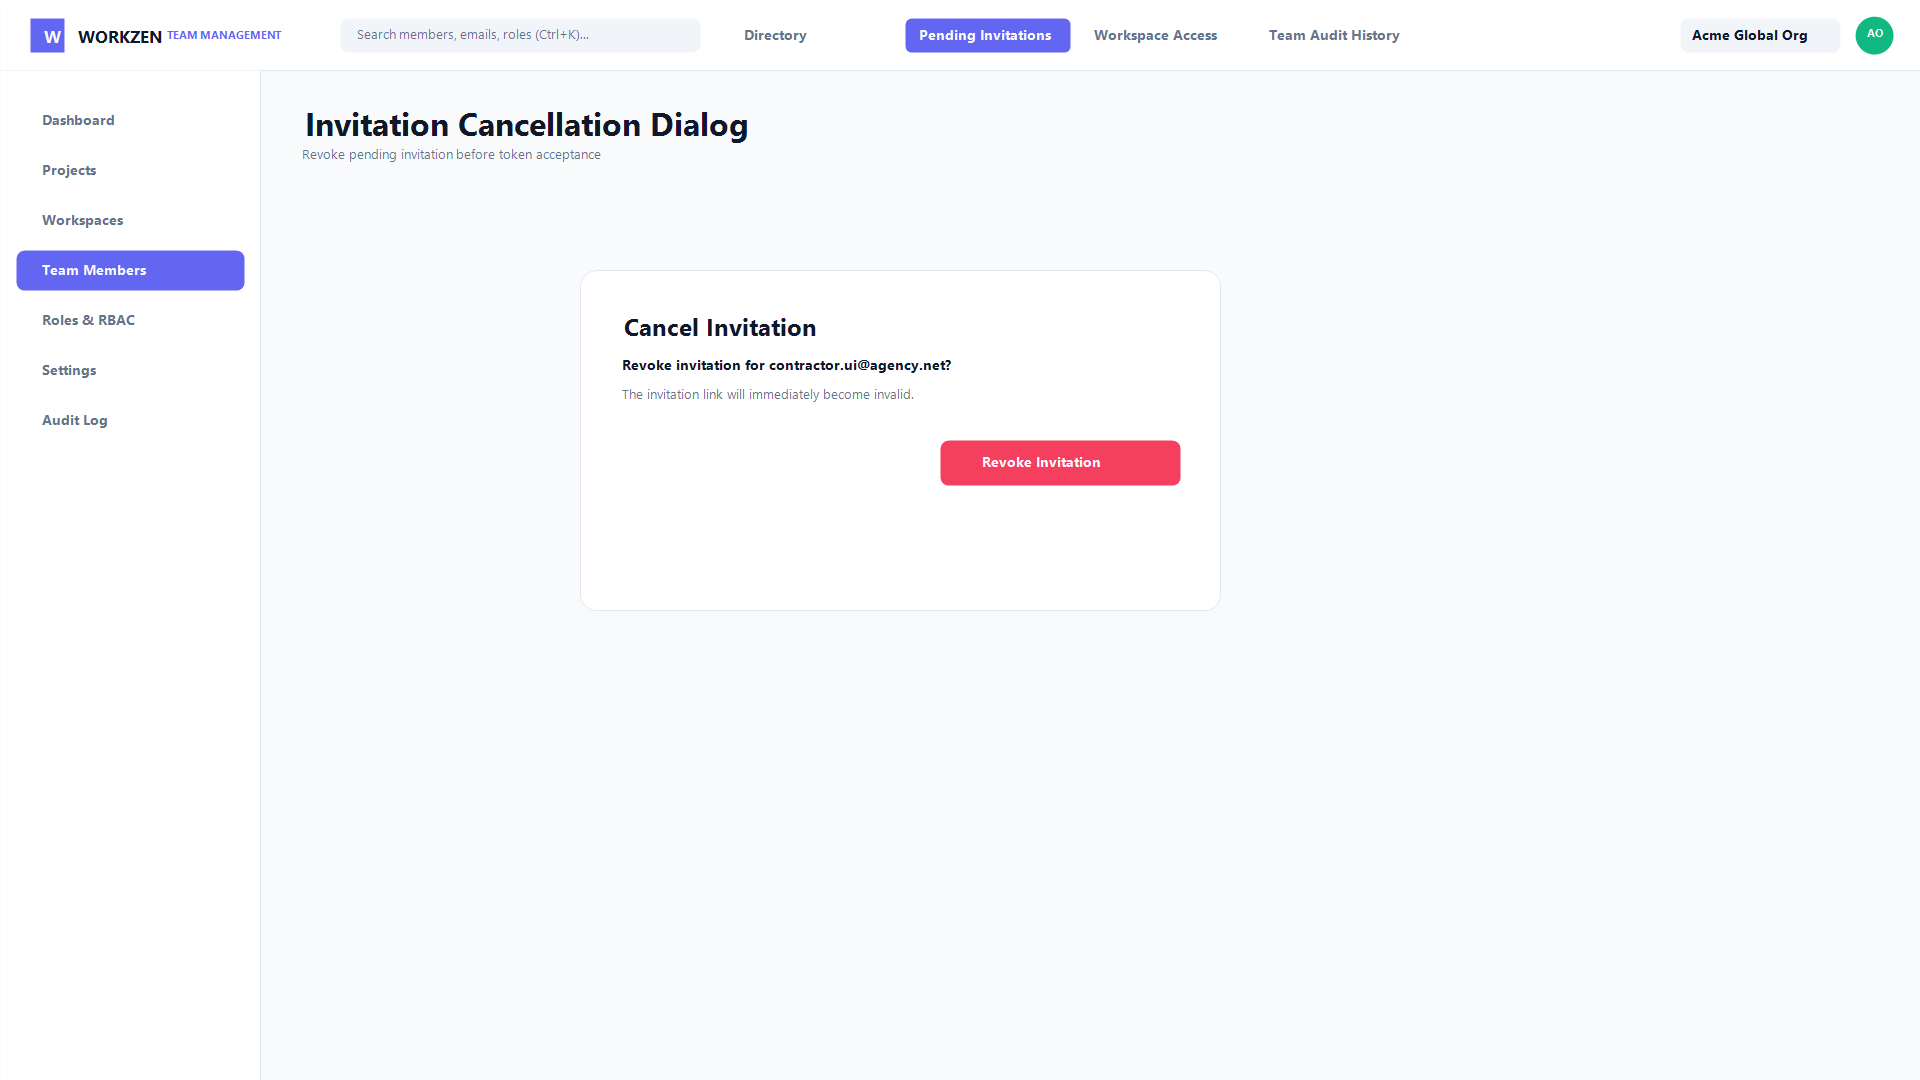 W WORKZEN TEAM MANAGEMENT
Search members, emails, roles (Ctrl+K)...
Directory
Pending Invitations
Workspace Access
Team Audit History
Acme Global Org
AO
Dashboard
Projects
Workspaces
Team Members
Roles & RBAC
Settings
Audit Log
Invitation Cancellation Dialog
Revoke pending invitation before token acceptance
Cancel Invitation
Revoke invitation for contractor.ui@agency.net?
The invitation link will immediately become invalid.
Revoke Invitation